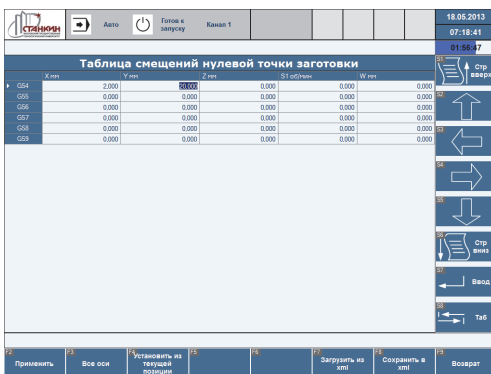 СТАНКИН
Авто
Готов к
запуску
Канал 1
18.05.2013
07:18:41
01:56:47
Таблица смещений нулевой точки заготовки
X мм Y мм Z мм S1 об/мин W мм
G54 2,000 20,000 0,000 0,000 0,000
G55 0,000 0,000 0,000 0,000 0,000
G56 0,000 0,000 0,000 0,000 0,000
G57 0,000 0,000 0,000 0,000 0,000
G58 0,000 0,000 0,000 0,000 0,000
G59 0,000 0,000 0,000 0,000 0,000
S1
Стр
вверх
S2
S3
S4
S5
S6
Стр
вниз
S7
Ввод
S8
Таб
F2
Применить
F3
Все оси
F4
Установить из
текущей
позиции
F5
F6
F7
Загрузить из
xml
F8
Сохранить в
xml
F9
Возврат